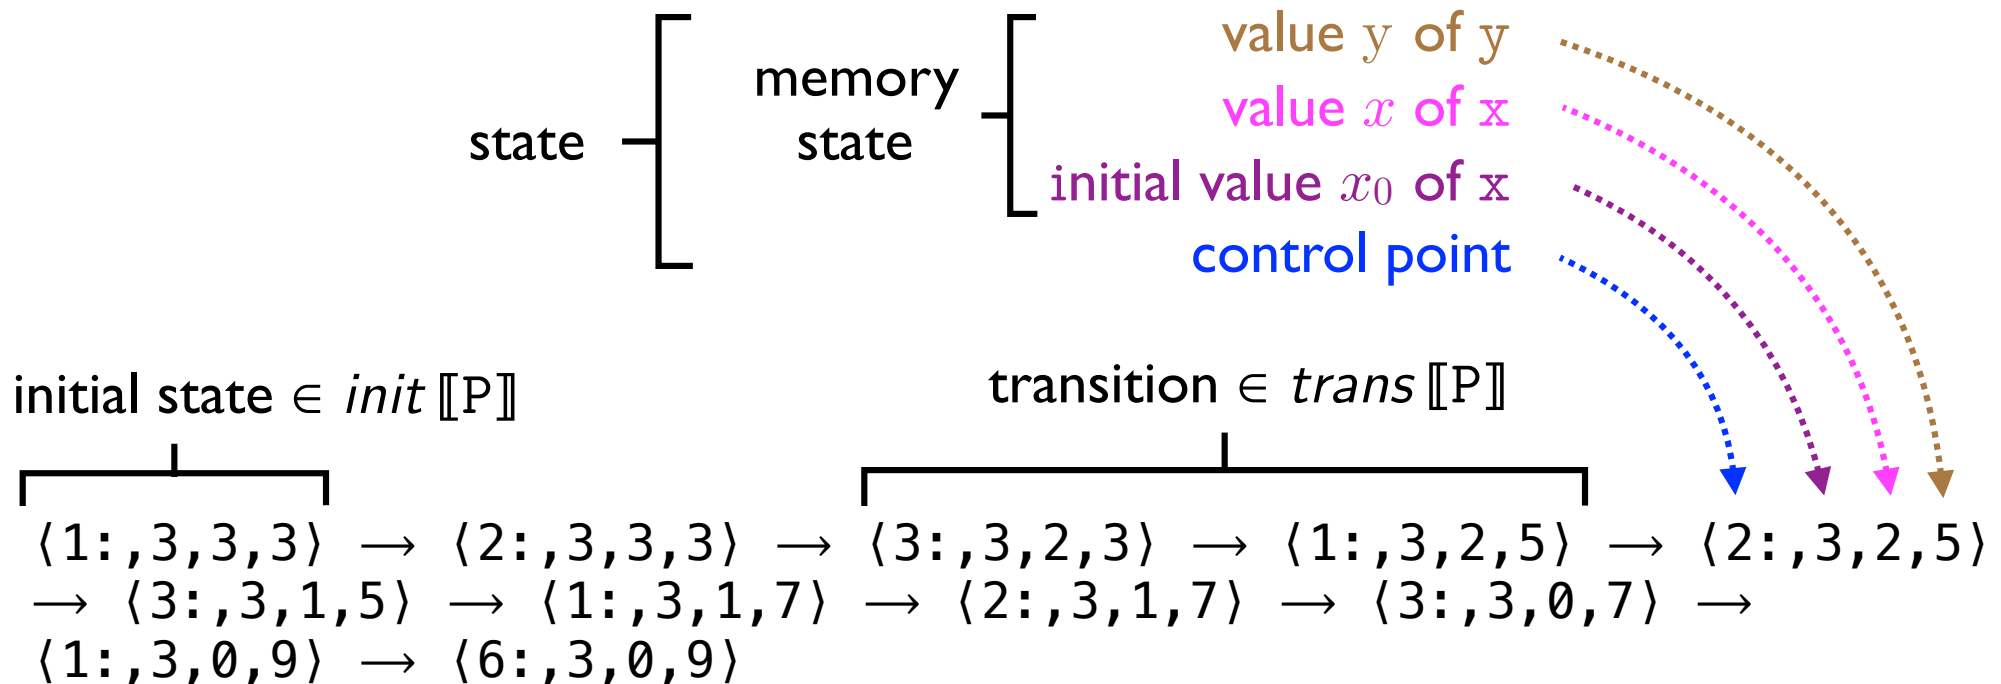 value y of y
memory
value x of x
state
state
initial value x₀ of x
control point
initial state ∈ init ⟦P⟧
transition ∈ trans ⟦P⟧
⟨1:,3,3,3⟩ → ⟨2:,3,3,3⟩ → ⟨3:,3,2,3⟩ → ⟨1:,3,2,5⟩ → ⟨2:,3,2,5⟩
→ ⟨3:,3,1,5⟩ → ⟨1:,3,1,7⟩ → ⟨2:,3,1,7⟩ → ⟨3:,3,0,7⟩ →
⟨1:,3,0,9⟩ → ⟨6:,3,0,9⟩